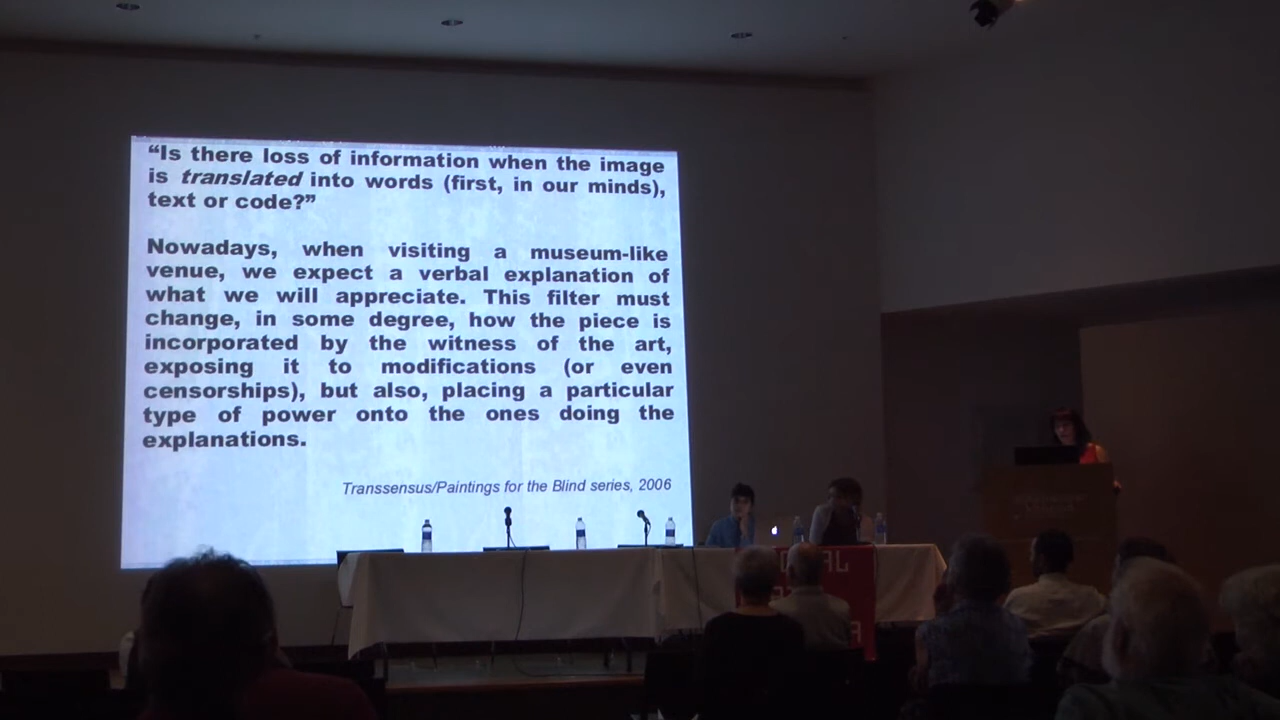 “Is there loss of information when the image
is translated into words (first, in our minds),
text or code?”
Nowadays, when visiting a museum-like
venue, we expect a verbal explanation of
what we will appreciate. This filter must
change, in some degree, how the piece is
incorporated by the witness of the art,
exposing it to modifications (or even
censorships), but also, placing a particular
type of power onto the ones doing the
explanations.
Transsensus/Paintings for the Blind series, 2006